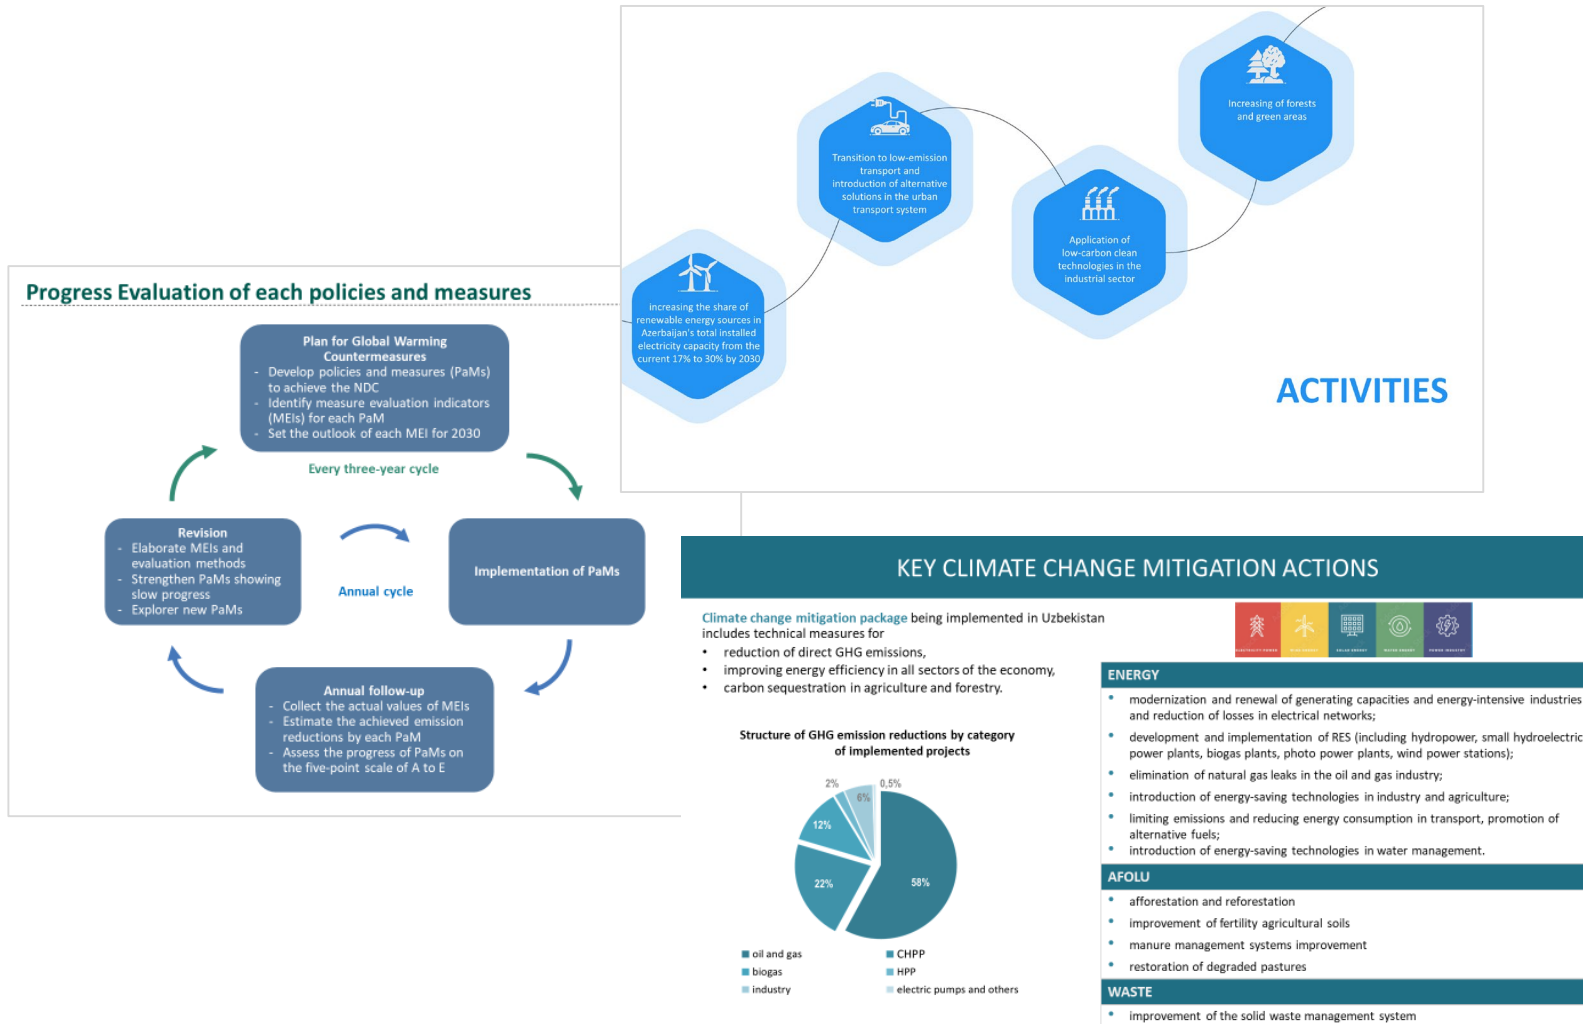 Progress Evaluation of each policies and measures
Plan for Global Warming
Countermeasures
- Develop policies and measures (PaMs)
to achieve the NDC
- Identify measure evaluation indicators
(MEIs) for each PaM
- Set the outlook of each MEI for 2030
Every three-year cycle
Revision
- Elaborate MEIs and
evaluation methods
- Strengthen PaMs showing
slow progress
- Explorer new PaMs
Annual cycle
Implementation of PaMs
Annual follow-up
- Collect the actual values of MEIs
- Estimate the achieved emission
reductions by each PaM
- Assess the progress of PaMs on
the five-point scale of A to E
increasing the share of
renewable energy sources in
Azerbaijan's total installed
electricity capacity from the
current 17% to 30% by 2030
Transition to low-emission
transport and
introduction of alternative
solutions in the urban
transport system
Application of
low-carbon clean
technologies in the
industrial sector
Increasing of forests
and green areas
ACTIVITIES
KEY CLIMATE CHANGE MITIGATION ACTIONS
Climate change mitigation package being implemented in Uzbekistan
includes technical measures for
• reduction of direct GHG emissions,
• improving energy efficiency in all sectors of the economy,
• carbon sequestration in agriculture and forestry.
Structure of GHG emission reductions by category
of implemented projects
2%
6%
0,5%
12%
22%
58%
oil and gas
CHPP
biogas
HPP
industry
electric pumps and others
SOLAR ENERGY
WATER ENERGY
POWER INDUSTRY
ENERGY
• modernization and renewal of generating capacities and energy-intensive industries
and reduction of losses in electrical networks;
• development and implementation of RES (including hydropower, small hydroelectric
power plants, biogas plants, photo power plants, wind power stations);
• elimination of natural gas leaks in the oil and gas industry;
• introduction of energy-saving technologies in industry and agriculture;
• limiting emissions and reducing energy consumption in transport, promotion of
alternative fuels;
• introduction of energy-saving technologies in water management.
AFOLU
• afforestation and reforestation
• improvement of fertility agricultural soils
• manure management systems improvement
• restoration of degraded pastures
WASTE
• improvement of the solid waste management system